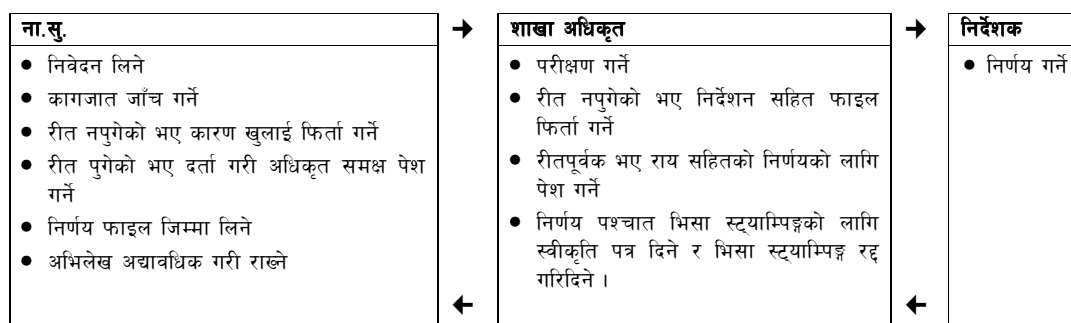 ना.सु.
● निवेदन लिने
● कागजात जाँच गर्ने
● रीत नपुगेको भए कारण खुलाई फिर्ता गर्ने
● रीत पुगेको भए दर्ता गरी अधिकृत समक्ष पेश
गर्ने
● निर्णय फाइल जिम्मा लिने
● अभिलेख अद्यावधिक गरी राख्ने
➔
शाखा अधिकृत
● परीक्षण गर्ने
● रीत नपुगेको भए निर्देशन सहित फाइल
फिर्ता गर्ने
● रीतपूर्वक भए राय सहितको निर्णयको लागि
पेश गर्ने
● निर्णय पश्चात भिसा स्ट्याम्पिङ्गको लागि
स्वीकृति पत्र दिने र भिसा स्ट्याम्पिङ्ग रद्द
गरिदिने ।
➔
निर्देशक
● निर्णय गर्ने